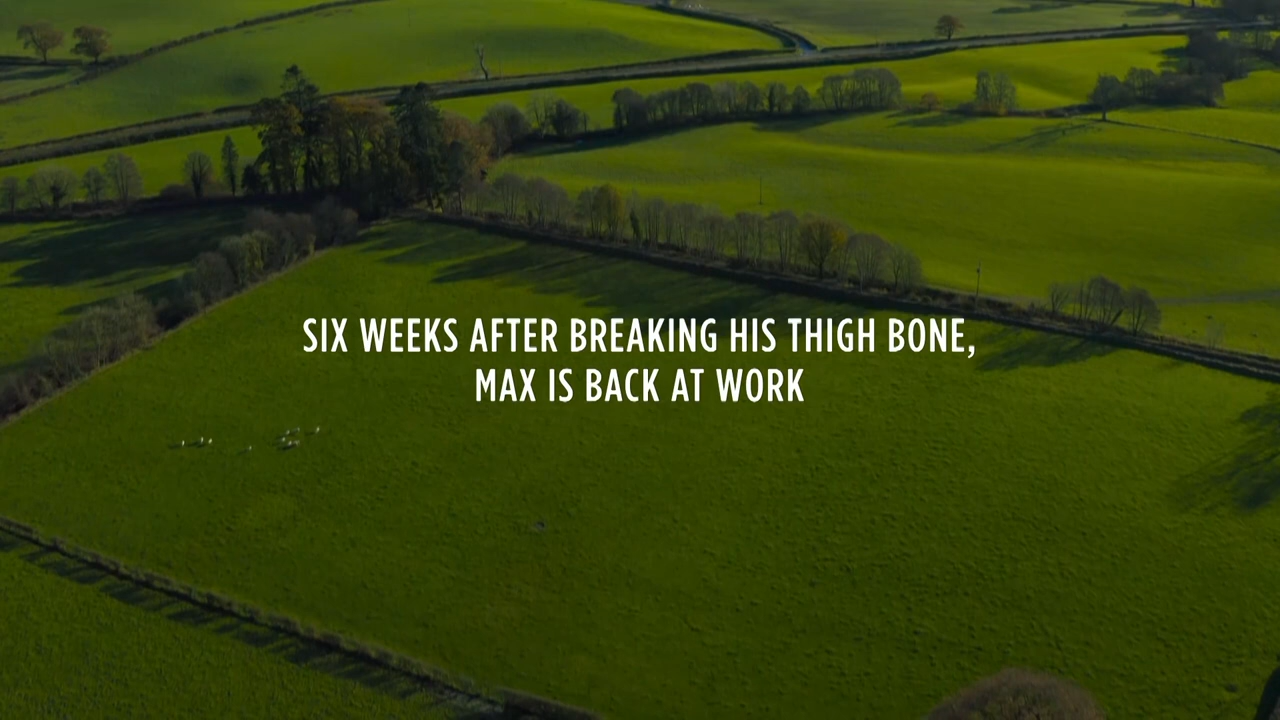 SIX WEEKS AFTER BREAKING HIS THIGH BONE,
MAX IS BACK AT WORK